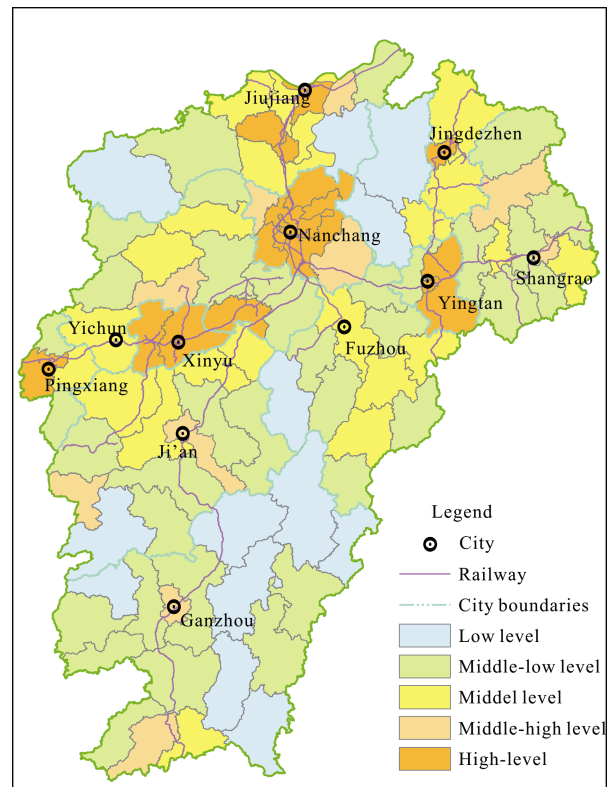 Jiujiang
Jingdezhen
Nanchang
Shangrao
Yingtan
Yichun
Fuzhou
Xinyu
Pingxiang
Ji'an
Ganzhou
Legend
City
Railway
City boundaries
Low level
Middle-low level
Middel level
Middle-high level
High-level